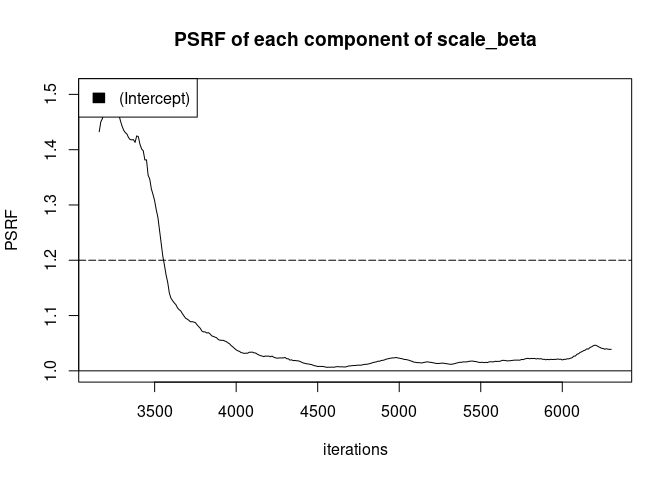 PSRF of each component of scale_beta
(Intercept)
PSRF
1.5
1.4
1.3
1.2
1.1
1.0
3500 4000 4500 5000 5500 6000
iterations